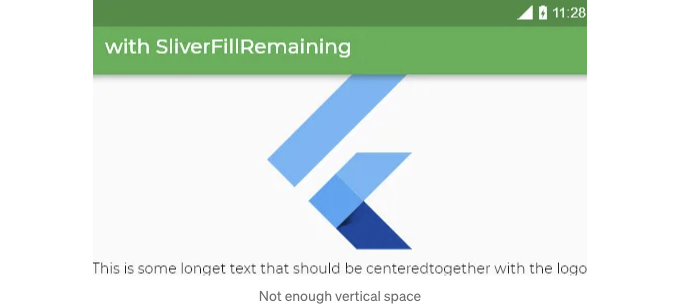 11:28
with SliverFillRemaining
This is some longet text that should be centeredtogether with the logo
Not enough vertical space